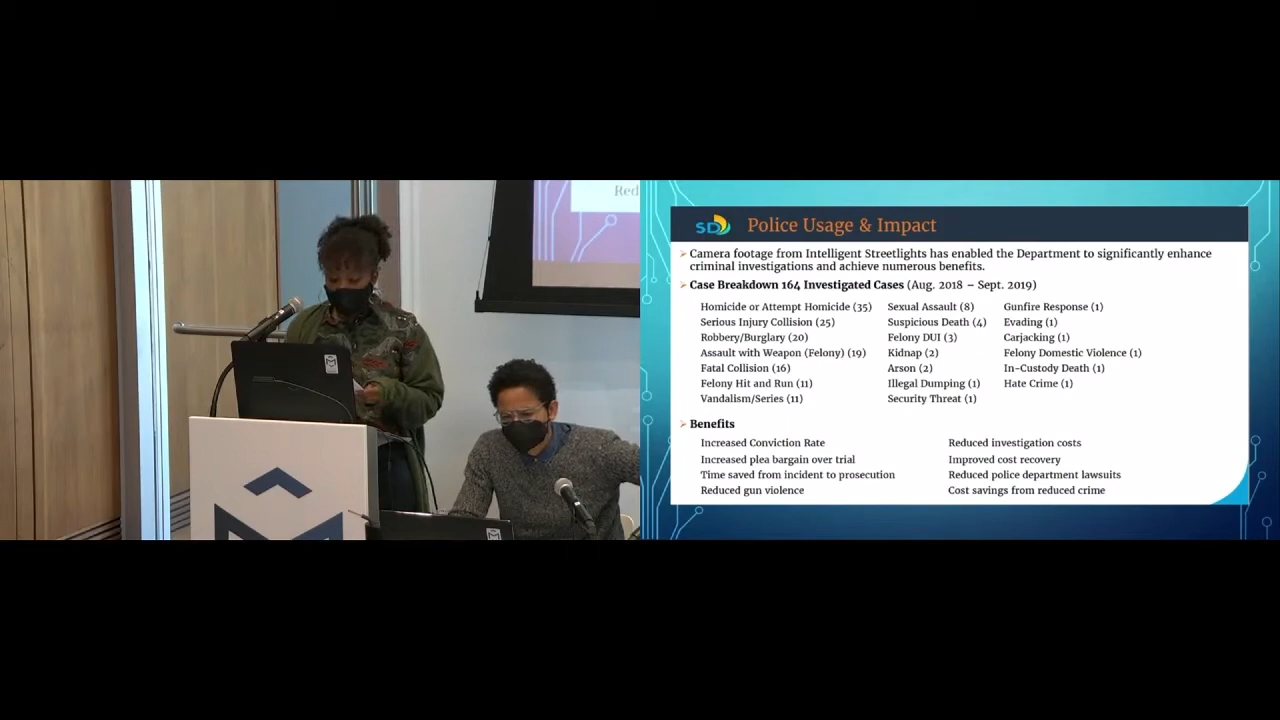 Red
SD
Police Usage & Impact
Camera footage from Intelligent Streetlights has enabled the Department to significantly enhance
criminal investigations and achieve numerous benefits.
Case Breakdown 164 Investigated Cases (Aug. 2018 – Sept. 2019)
Homicide or Attempt Homicide (35)
Serious Injury Collision (25)
Robbery/Burglary (20)
Assault with Weapon (Felony) (19)
Fatal Collision (16)
Felony Hit and Run (11)
Vandalism/Series (11)
Sexual Assault (8)
Suspicious Death (4)
Felony DUI (3)
Kidnap (2)
Arson (2)
Illegal Dumping (1)
Security Threat (1)
Gunfire Response (1)
Evading (1)
Carjacking (1)
Felony Domestic Violence (1)
In-Custody Death (1)
Hate Crime (1)
Benefits
Increased Conviction Rate
Increased plea bargain over trial
Time saved from incident to prosecution
Reduced gun violence
Reduced investigation costs
Improved cost recovery
Reduced police department lawsuits
Cost savings from reduced crime